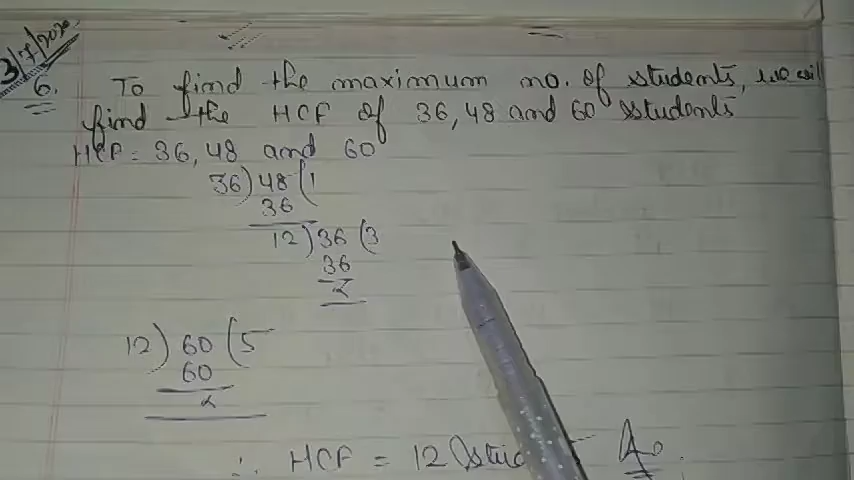 3/7/2020
6. To find the maximum no. of students, we will
find the HCF of 36, 48 and 60 students
HCF = 36, 48 and 60
36) 48 (1
36
12) 36 (3
36
x
12) 60 (5
60
x
∴ HCF = 12